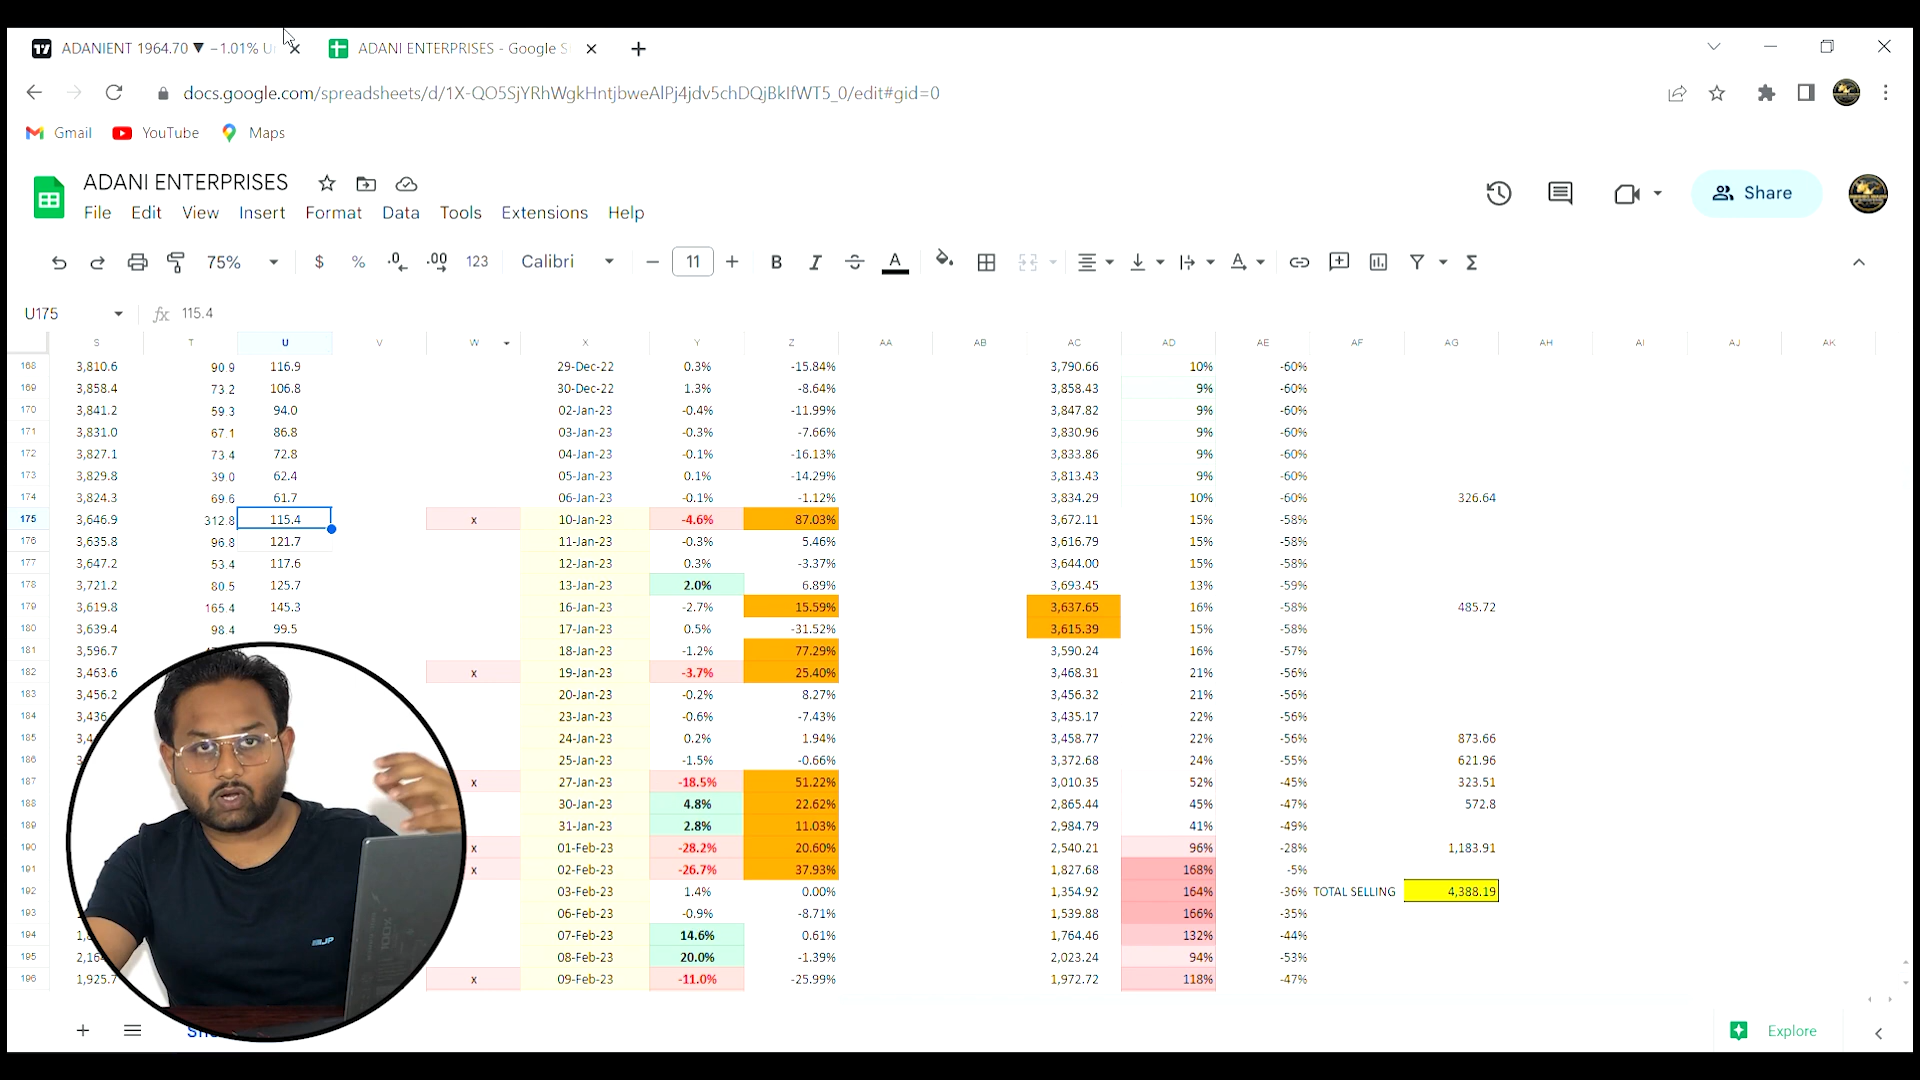 ADANIENT 1964.70 ▼ −1.01% U
ADANI ENTERPRISES - Google S
docs.google.com/spreadsheets/d/1X-QO5SjYRhWgkHntjbweAlPj4jdv5chDQjBkIfWT5_0/edit#gid=0
Gmail YouTube Maps
ADANI ENTERPRISES
File Edit View Insert Format Data Tools Extensions Help
Share
75% $ % .0 .00 123 Calibri 11 B I A Σ
U175 fx 115.4
S T U V W X Y Z AA AB AC AD AE AF AG AH AI AJ AK
168 3,810.6 90.9 116.9 29-Dec-22 0.3% -15.84% 3,790.66 10% -60%
169 3,858.4 73.2 106.8 30-Dec-22 1.3% -8.64% 3,858.43 9% -60%
170 3,841.2 59.3 94.0 02-Jan-23 -0.4% -11.99% 3,847.82 9% -60%
171 3,831.0 67.1 86.8 03-Jan-23 -0.3% -7.66% 3,830.96 9% -60%
172 3,827.1 73.4 72.8 04-Jan-23 -0.1% -16.13% 3,833.86 9% -60%
173 3,829.8 39.0 62.4 05-Jan-23 0.1% -14.29% 3,813.43 9% -60%
174 3,824.3 69.6 61.7 06-Jan-23 -0.1% -1.12% 3,834.29 10% -60% 326.64
175 3,646.9 312.8 115.4 x 10-Jan-23 -4.6% 87.03% 3,672.11 15% -58%
176 3,635.8 96.8 121.7 11-Jan-23 -0.3% 5.46% 3,616.79 15% -58%
177 3,647.2 53.4 117.6 12-Jan-23 0.3% -3.37% 3,644.00 15% -58%
178 3,721.2 80.5 125.7 13-Jan-23 2.0% 6.89% 3,693.45 13% -59%
179 3,619.8 165.4 145.3 16-Jan-23 -2.7% 15.59% 3,637.65 16% -58% 485.72
180 3,639.4 98.4 99.5 17-Jan-23 0.5% -31.52% 3,615.39 15% -58%
181 3,596.7 18-Jan-23 -1.2% 77.29% 3,590.24 16% -57%
182 3,463.6 x 19-Jan-23 -3.7% 25.40% 3,468.31 21% -56%
183 3,456.2 20-Jan-23 -0.2% 8.27% 3,456.32 21% -56%
184 3,436 23-Jan-23 -0.6% -7.43% 3,435.17 22% -56%
185 3,4 24-Jan-23 0.2% 1.94% 3,458.77 22% -56% 873.66
186 25-Jan-23 -1.5% -0.66% 3,372.68 24% -55% 621.96
187 x 27-Jan-23 -18.5% 51.22% 3,010.35 52% -45% 323.51
188 30-Jan-23 4.8% 22.62% 2,865.44 45% -47% 572.8
189 31-Jan-23 2.8% 11.03% 2,984.79 41% -49%
190 x 01-Feb-23 -28.2% 20.60% 2,540.21 96% -28% 1,183.91
191 x 02-Feb-23 -26.7% 37.93% 1,827.68 168% -5%
192 03-Feb-23 1.4% 0.00% 1,354.92 164% -36% TOTAL SELLING 4,388.19
193 06-Feb-23 -0.9% -8.71% 1,539.88 166% -35%
194 1,8 07-Feb-23 14.6% 0.61% 1,764.46 132% -44%
195 2,16 08-Feb-23 20.0% -1.39% 2,023.24 94% -53%
196 1,925.7 x 09-Feb-23 -11.0% -25.99% 1,972.72 118% -47%
Explore